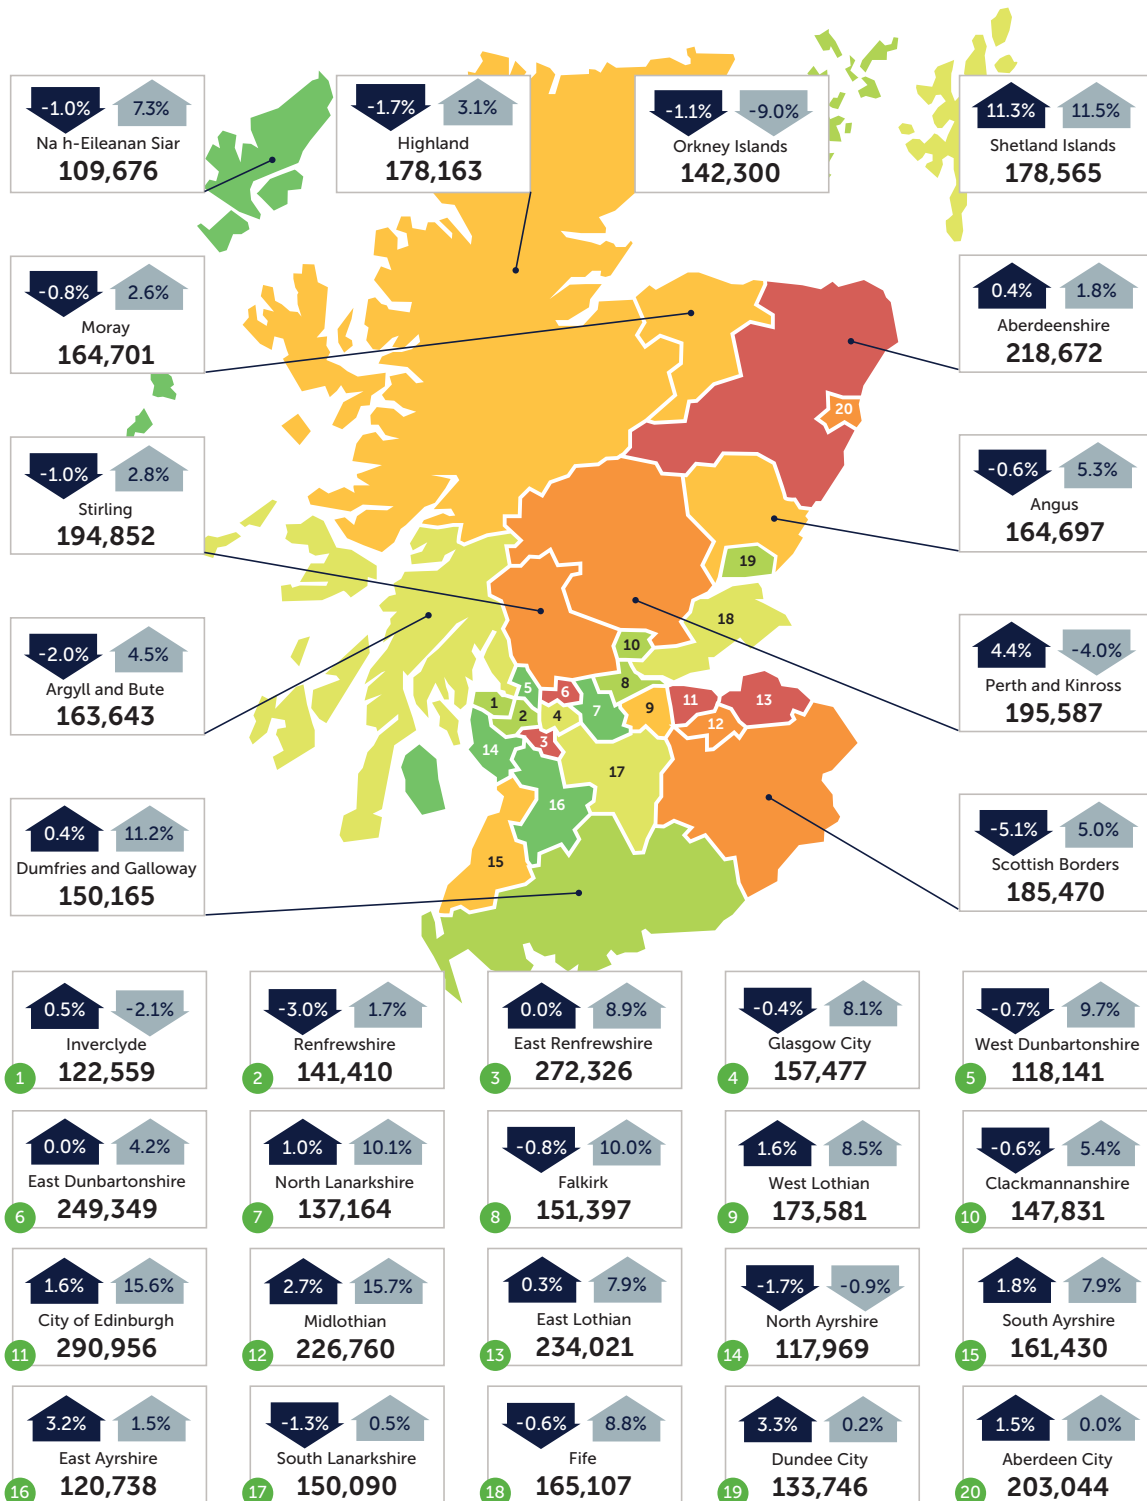 -1.0% 7.3%
Na h-Eileanan Siar
109,676
-1.7% 3.1%
Highland
178,163
-1.1% -9.0%
Orkney Islands
142,300
11.3% 11.5%
Shetland Islands
178,565
-0.8% 2.6%
Moray
164,701
0.4% 1.8%
Aberdeenshire
218,672
20
-1.0% 2.8%
Stirling
194,852
-0.6% 5.3%
Angus
164,697
19
18
10
-2.0% 4.5%
Argyll and Bute
163,643
4.4% -4.0%
Perth and Kinross
195,587
5
6
8
1
2
4
7
9
11
13
12
3
14
17
16
15
0.4% 11.2%
Dumfries and Galloway
150,165
-5.1% 5.0%
Scottish Borders
185,470
0.5% -2.1%
Inverclyde
1 122,559
-3.0% 1.7%
Renfrewshire
2 141,410
0.0% 8.9%
East Renfrewshire
3 272,326
-0.4% 8.1%
Glasgow City
4 157,477
-0.7% 9.7%
West Dunbartonshire
5 118,141
0.0% 4.2%
East Dunbartonshire
6 249,349
1.0% 10.1%
North Lanarkshire
7 137,164
-0.8% 10.0%
Falkirk
8 151,397
1.6% 8.5%
West Lothian
9 173,581
-0.6% 5.4%
Clackmannanshire
10 147,831
1.6% 15.6%
City of Edinburgh
11 290,956
2.7% 15.7%
Midlothian
12 226,760
0.3% 7.9%
East Lothian
13 234,021
-1.7% -0.9%
North Ayrshire
14 117,969
1.8% 7.9%
South Ayrshire
15 161,430
3.2% 1.5%
East Ayrshire
16 120,738
-1.3% 0.5%
South Lanarkshire
17 150,090
-0.6% 8.8%
Fife
18 165,107
3.3% 0.2%
Dundee City
19 133,746
1.5% 0.0%
Aberdeen City
20 203,044